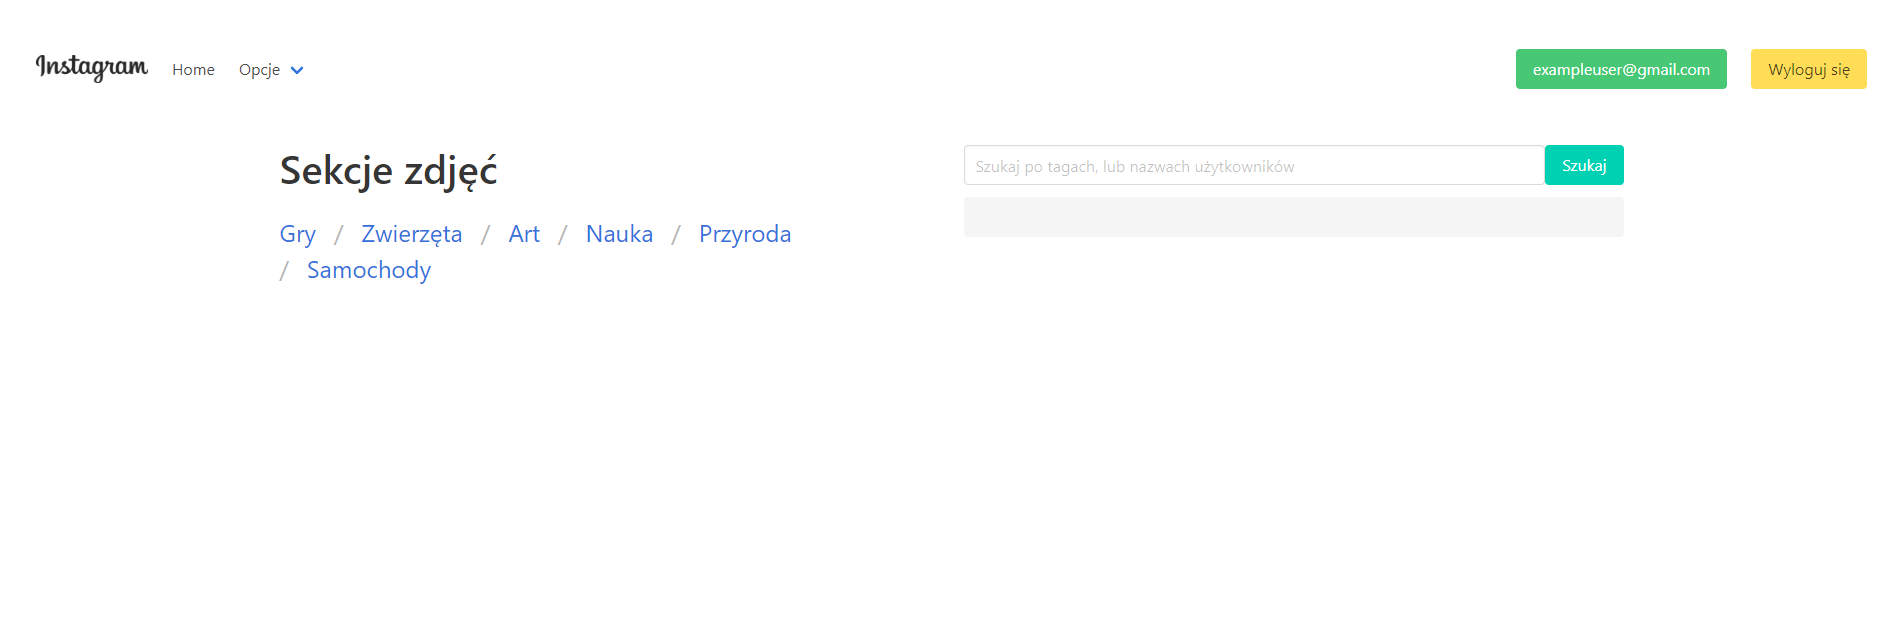 Instagram Home Opcje exampleuser@gmail.com Wyloguj się
Sekcje zdjęć
Gry / Zwierzęta / Art / Nauka / Przyroda
/ Samochody
Szukaj po tagach, lub nazwach użytkowników Szukaj